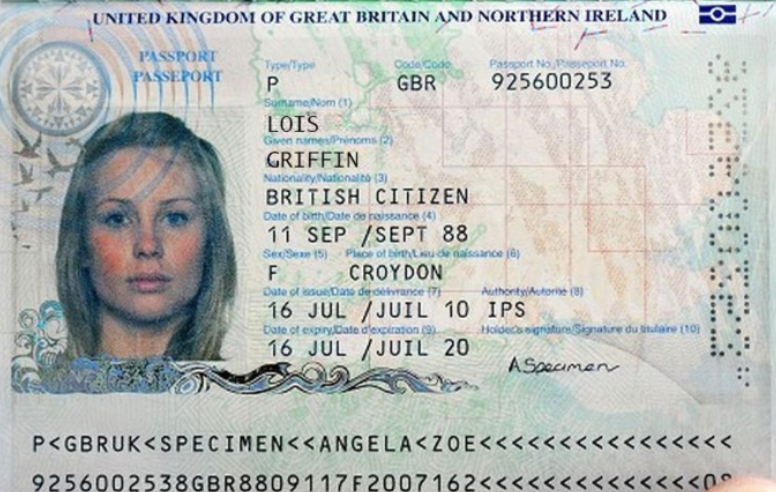 UNITED KINGDOM OF GREAT BRITAIN AND NORTHERN IRELAND
PASSPORT
PASSEPORT
Type/Type Code/Code Passport No./Passeport No.
P GBR 925600253
Surname/Nom (1)
LOIS
Given names/Prénoms (2)
GRIFFIN
Nationality/Nationalité (3)
BRITISH CITIZEN
Date of birth/Date de naissance (4)
11 SEP /SEPT 88
Sex/Sexe (5) Place of birth/Lieu de naissance (6)
F CROYDON
Date of issue/Date de délivrance (7) Authority/Autorité (8)
16 JUL /JUIL 10 IPS
Date of expiry/Date d'expiration (9) Holder's signature/Signature du titulaire (10)
16 JUL /JUIL 20
A Specimen
P<GBRUK<SPECIMEN<<ANGELA<ZOE<<<<<<<<<<<<<<<<
9256002538GBR8809117F2007162<<<<<<<<<<<<<<